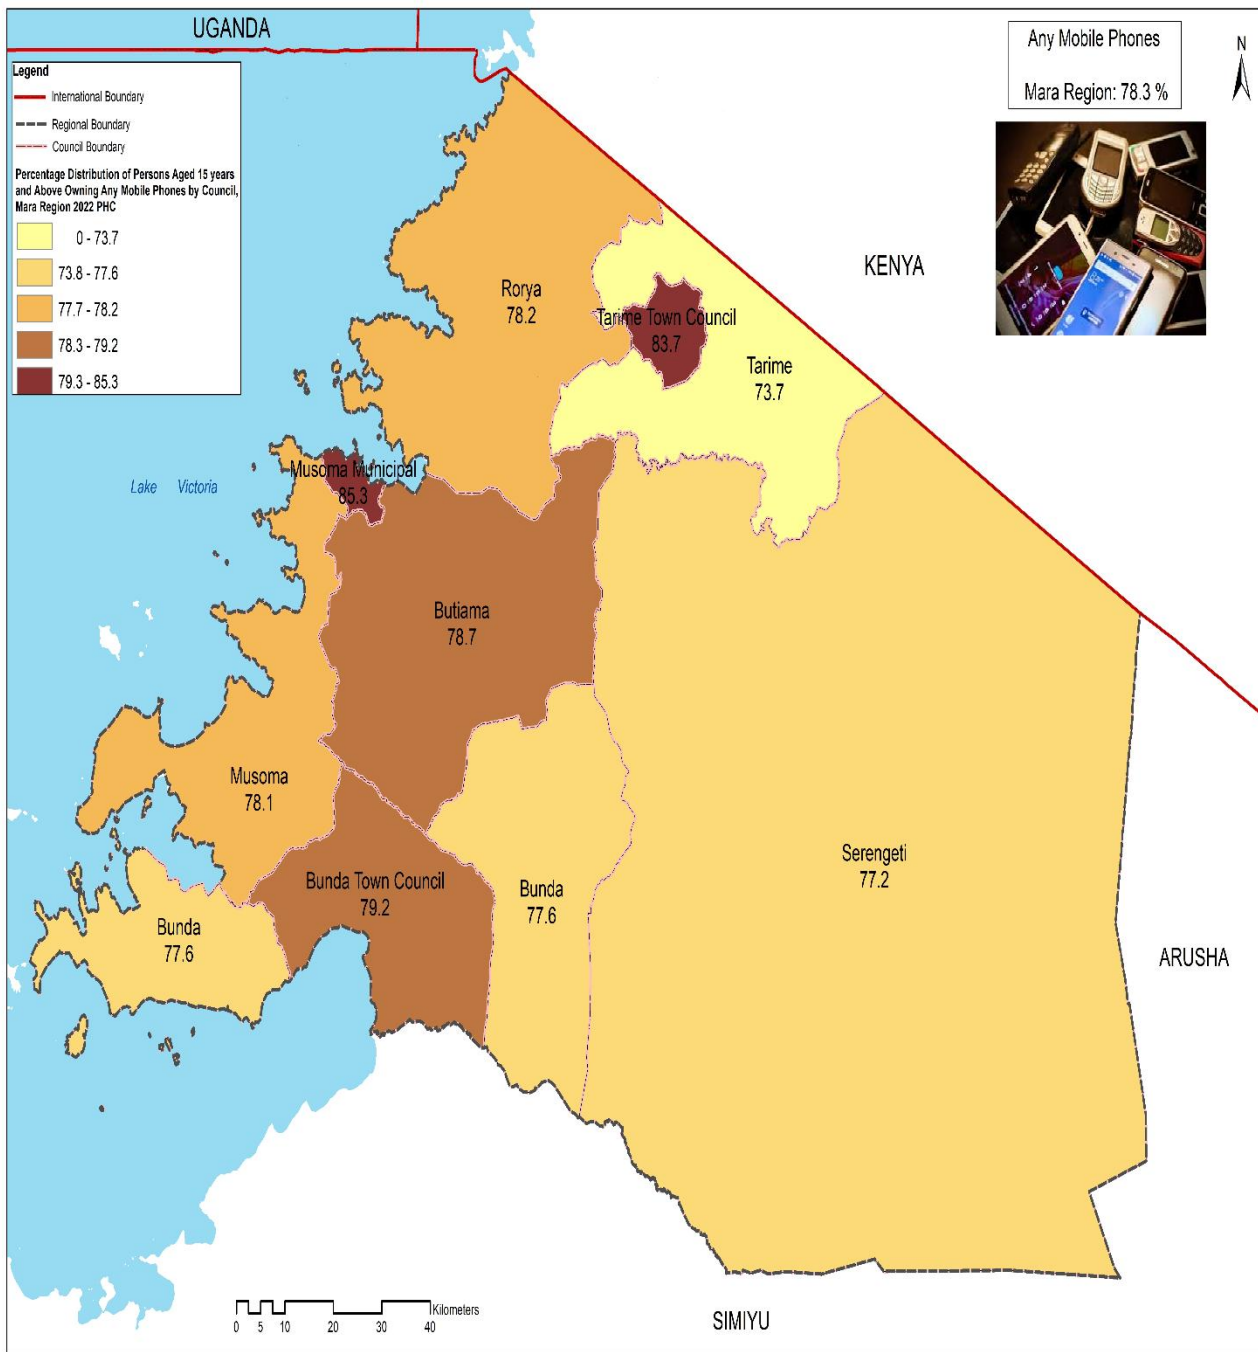 UGANDA
Any Mobile Phones
Mara Region: 78.3 %
N
Legend
International Boundary
Regional Boundary
Council Boundary
Percentage Distribution of Persons Aged 15 years
and Above Owning Any Mobile Phones by Council,
Mara Region 2022 PHC
0 - 73.7
73.8 - 77.6
77.7 - 78.2
78.3 - 79.2
79.3 - 85.3
KENYA
Rorya
78.2
Tarime Town Council
83.7
Tarime
73.7
Musoma Municipal
85.3
Lake Victoria
Butiama
78.7
Musoma
78.1
Serengeti
77.2
Bunda Town Council
79.2
Bunda
77.6
Bunda
77.6
ARUSHA
SIMIYU
Kilometers
0 5 10 20 30 40